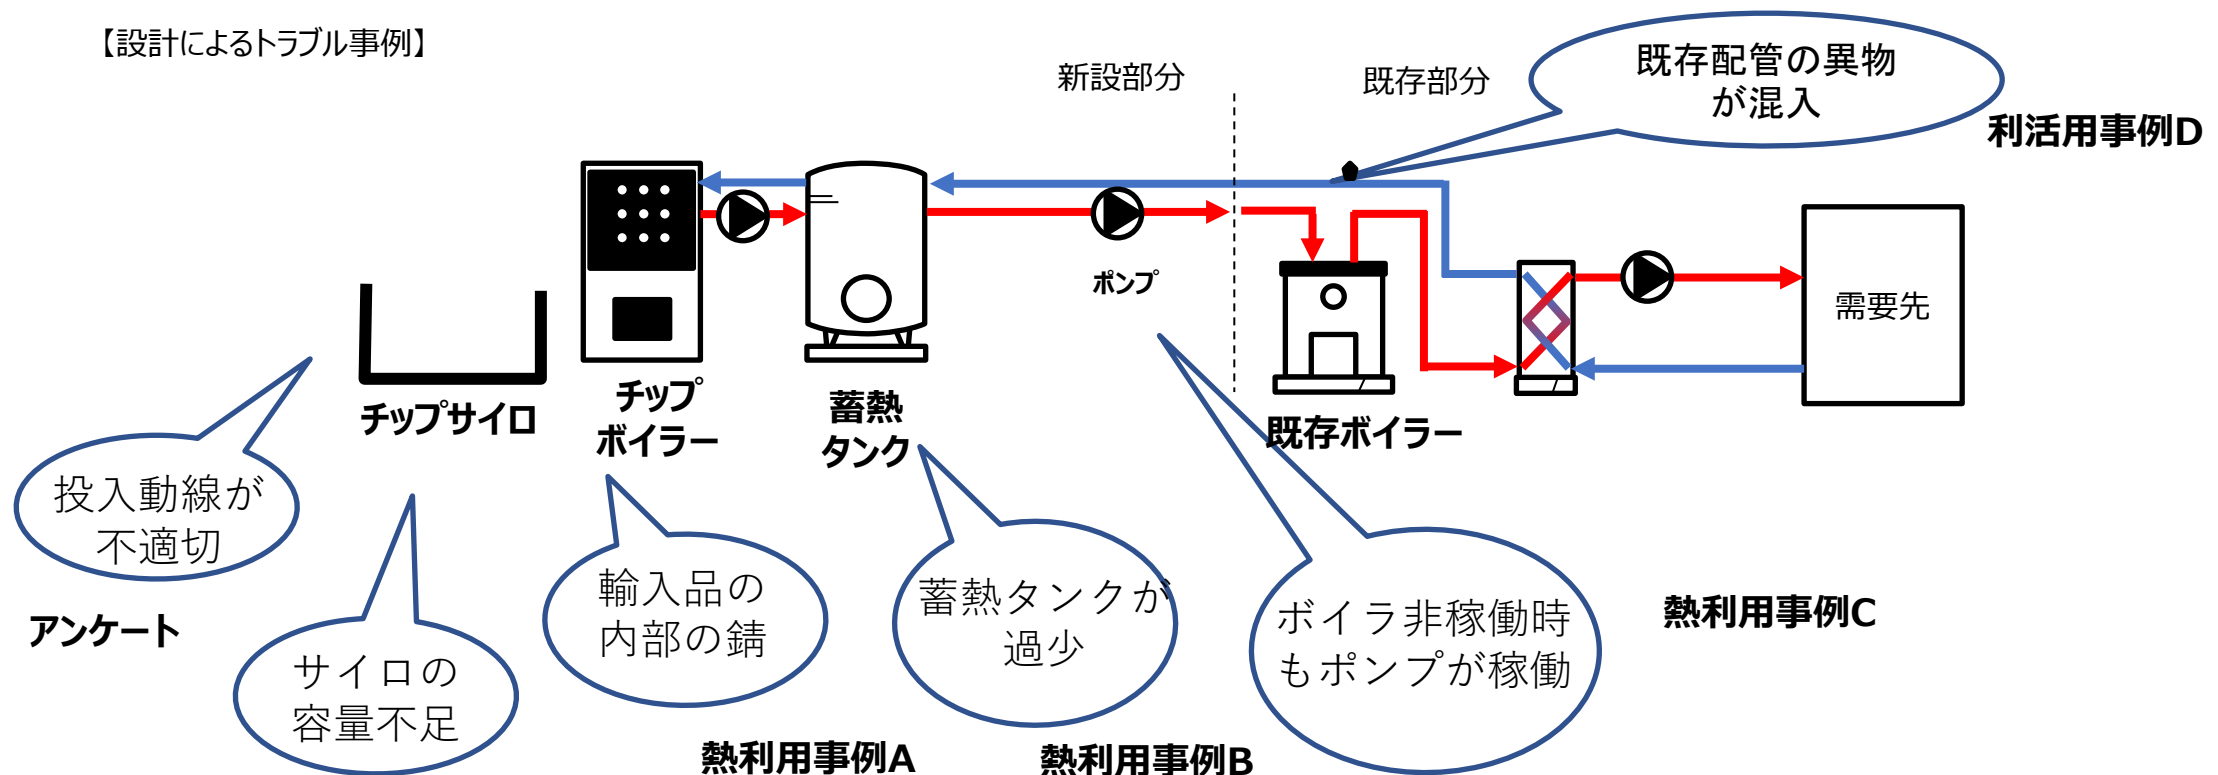 【設計によるトラブル事例】
新設部分
既存部分
既存配管の異物
が混入
利活用事例D
ポンプ
需要先
チップサイロ
チップ
ボイラー
蓄熱
タンク
既存ボイラー
投入動線が
不適切
アンケート
サイロの
容量不足
輸入品の
内部の錆
熱利用事例A
蓄熱タンクが
過少
熱利用事例B
ボイラ非稼働時
もポンプが稼働
熱利用事例C